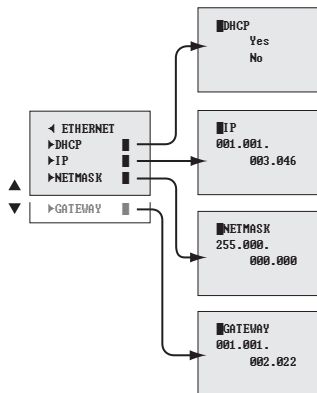 DHCP
Yes
No
◀ ETHERNET
▶DHCP
▶IP
▶NETMASK
▶GATEWAY
IP
001.001.
003.046
NETMASK
255.000.
000.000
GATEWAY
001.001.
002.022